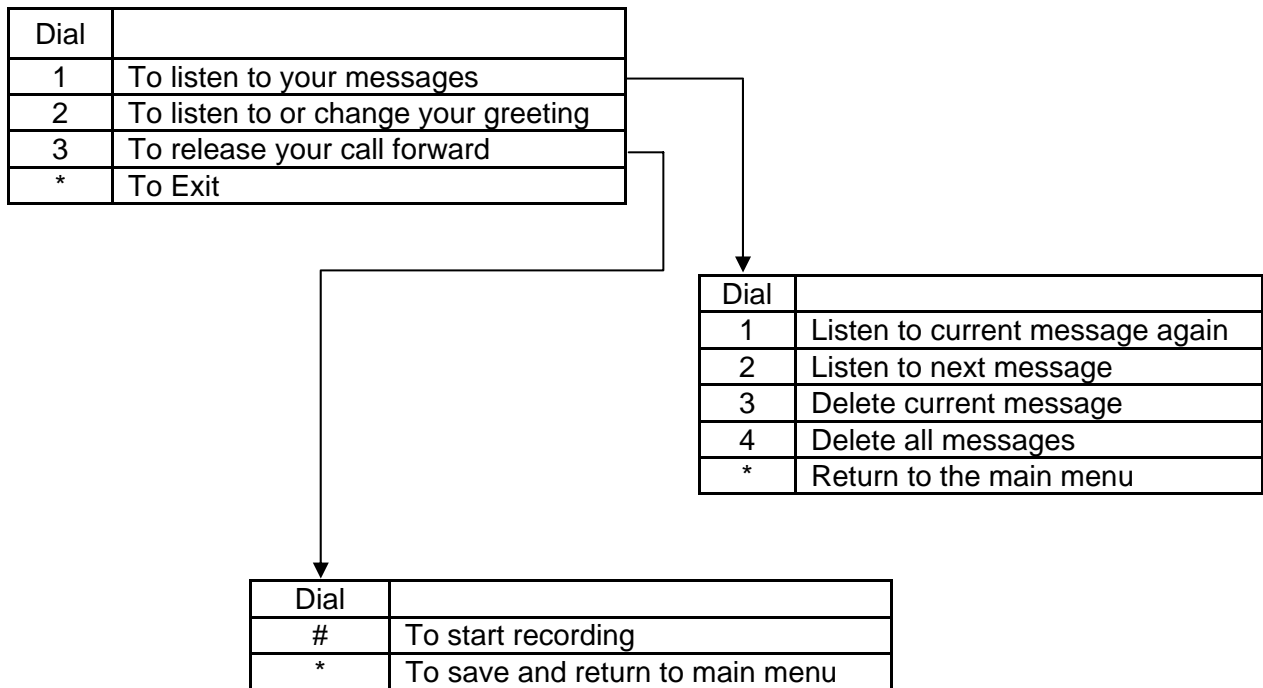 Dial
1 To listen to your messages
2 To listen to or change your greeting
3 To release your call forward
* To Exit
Dial
1 Listen to current message again
2 Listen to next message
3 Delete current message
4 Delete all messages
* Return to the main menu
Dial
# To start recording
* To save and return to main menu